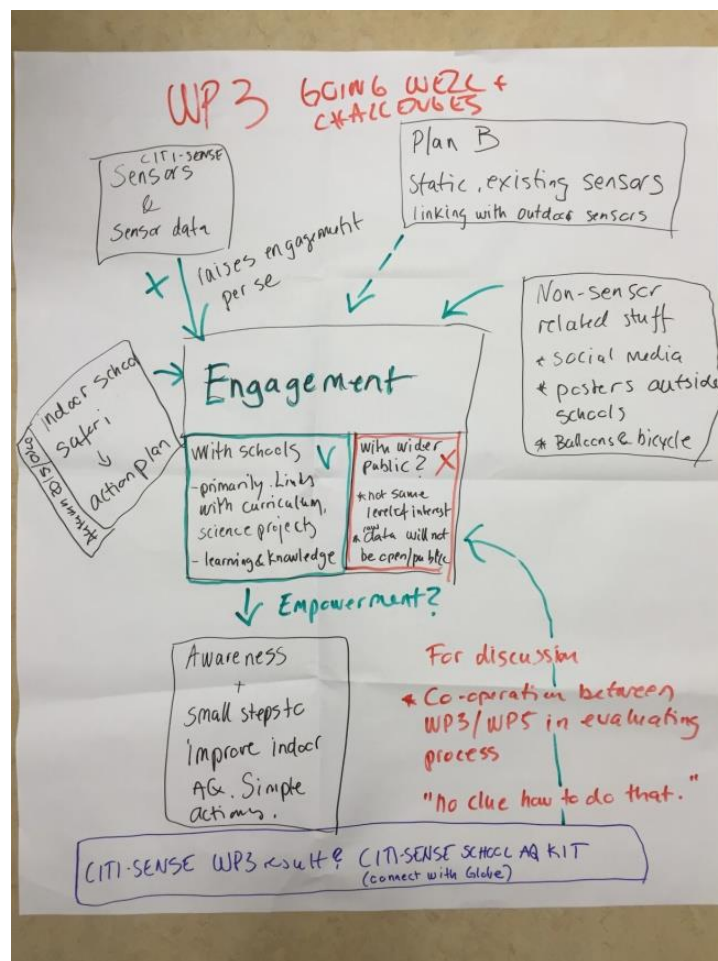 WP3 GOING WELL +
CHALLENGES
CITI-SENSE
Sensors
&
Sensor data
Plan B
Static, existing sensors
linking with outdoor sensors
raises engagement
per se
Non-sensor
related stuff
* social media
* posters outside
schools
* Balloons & bicycle
Indoor school
safari
↓
action plan
Autumn 2015/Oslo
Engagement
With schools
- primarily. Links
with curriculum,
science projects
- learning & knowledge
with wider
public?
* not same
level of interest
* raw data will not
be open/public
Empowerment?
Awareness
+
small steps to
improve indoor
AQ. Simple
actions.
For discussion
* Co-operation between
WP3/WP5 in evaluating
process
"No clue how to do that."
CITI-SENSE WP3 result? CITI-SENSE SCHOOL AQ KIT
(connect with Globe)